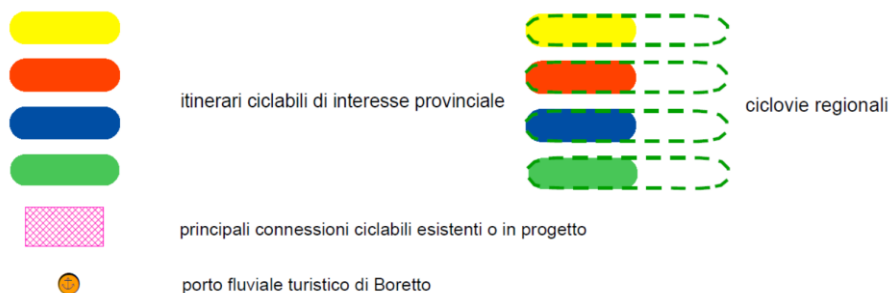 itinerari ciclabili di interesse provinciale
ciclovie regionali
principali connessioni ciclabili esistenti o in progetto
porto fluviale turistico di Boretto